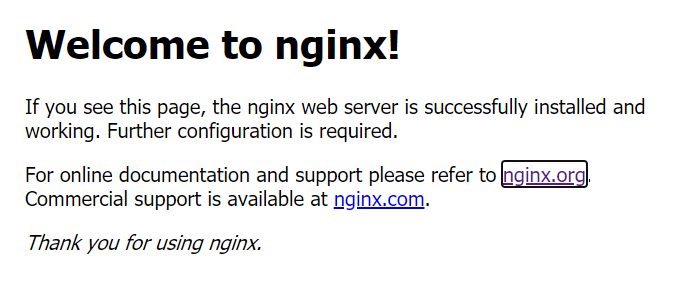 Welcome to nginx!
If you see this page, the nginx web server is successfully installed and
working. Further configuration is required.
For online documentation and support please refer to nginx.org.
Commercial support is available at nginx.com.
Thank you for using nginx.